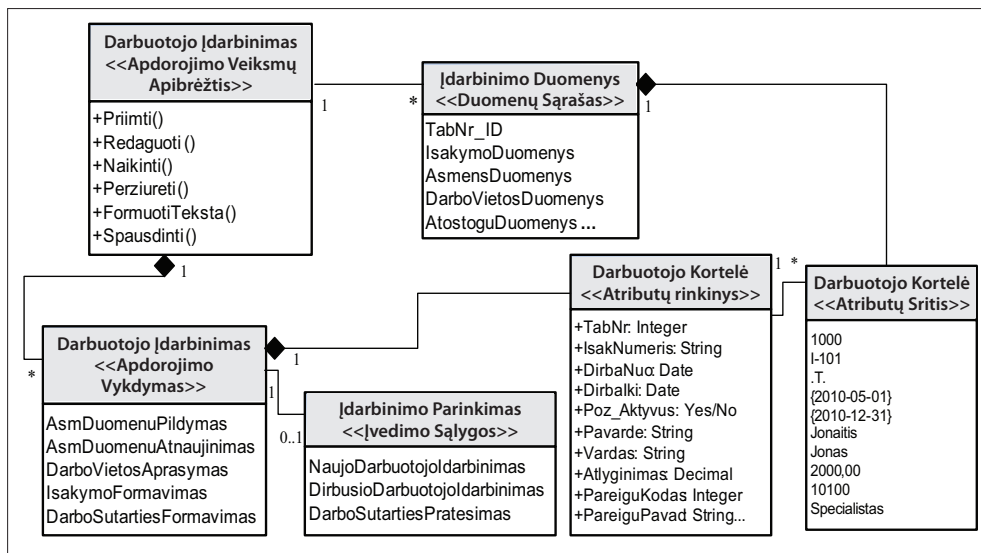 Darbuotojo Įdarbinimas
<<Apdorojimo Veiksmų
Apibrėžtis>>
+Priimti()
+Redaguoti()
+Naikinti()
+Perziureti()
+FormuotiTeksta()
+Spausdinti()
1
*
Įdarbinimo Duomenys
<<Duomenų Sąrašas>>
1
TabNr_ID
IsakymoDuomenys
AsmensDuomenys
DarboVietosDuomenys
AtostoguDuomenys ...
1
*
Darbuotojo Įdarbinimas
<<Apdorojimo
Vykdymas>>
1
1
AsmDuomenuPildymas
AsmDuomenuAtnaujinimas
DarboVietosAprasymas
IsakymoFormavimas
DarboSutartiesFormavimas
0..1
Įdarbinimo Parinkimas
<<Įvedimo Sąlygos>>
NaujoDarbuotojoIdarbinimas
DirbusioDarbuotojoIdarbinimas
DarboSutartiesPratesimas
Darbuotojo Kortelė
<<Atributų rinkinys>>
1
*
+TabNr: Integer
+IsakNumeris: String
+DirbaNuo: Date
+DirbaIki: Date
+Poz_Aktyvus: Yes/No
+Pavarde: String
+Vardas: String
+Atlyginimas: Decimal
+PareiguKodas Integer
+PareiguPavad: String...
Darbuotojo Kortelė
<<Atributų Sritis>>
1000
I-101
.T.
{2010-05-01}
{2010-12-31}
Jonaitis
Jonas
2000,00
10100
Specialistas